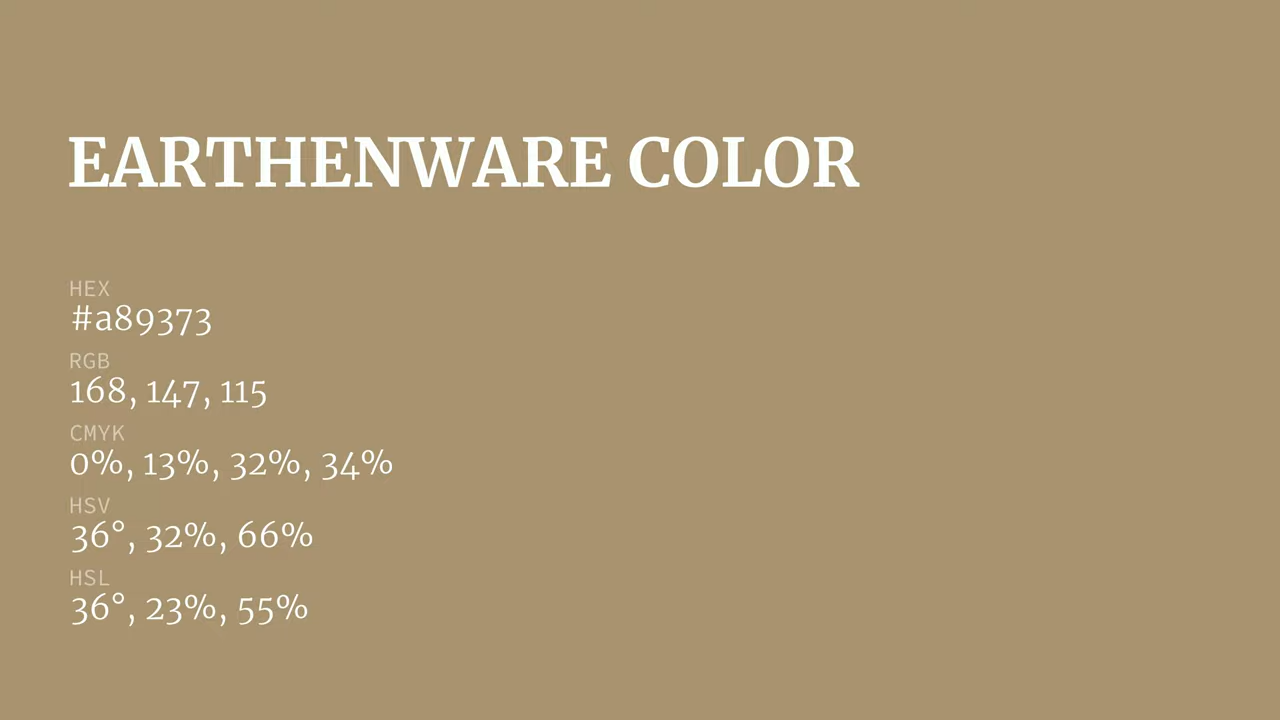 EARTHENWARE COLOR
HEX
#a89373
RGB
168, 147, 115
CMYK
0%, 13%, 32%, 34%
HSV
36°, 32%, 66%
HSL
36°, 23%, 55%